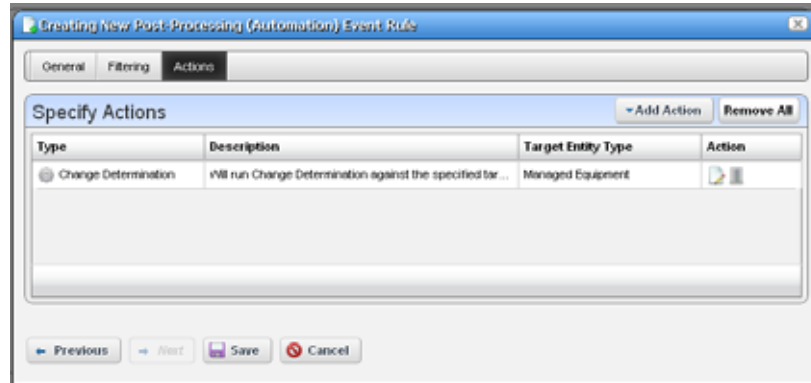 Creating New Post-Processing (Automation) Event Rule
General Filtering Actions
Specify Actions Add Action Remove All
Type Description Target Entity Type Action
Change Determination Will run Change Determination against the specified tar... Managed Equipment
Previous Next Save Cancel